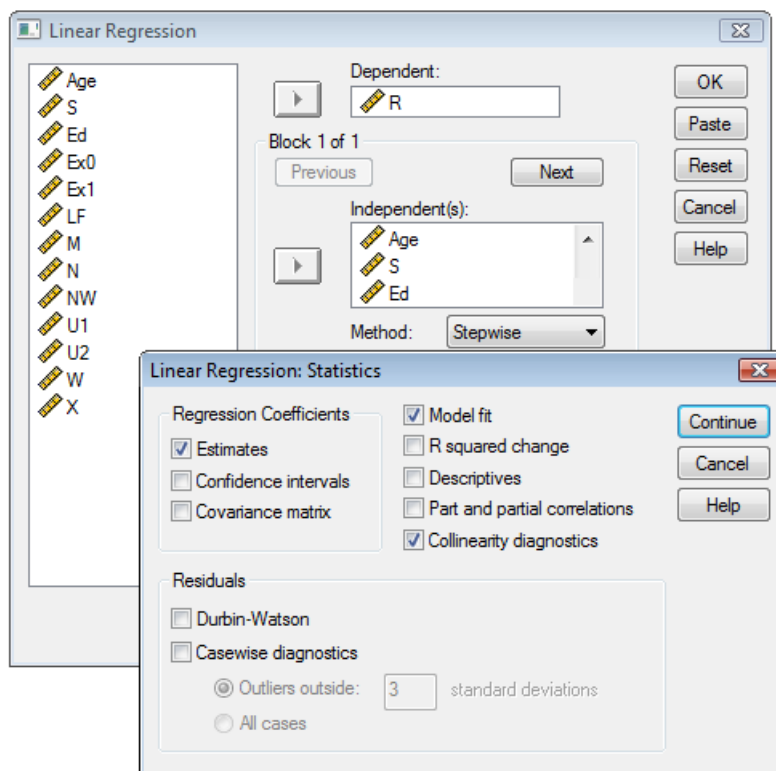 Linear Regression
Age
S
Ed
Ex0
Ex1
LF
M
N
NW
U1
U2
W
X
Dependent:
R
Block 1 of 1
Previous
Next
Independent(s):
Age
S
Ed
Method:
Stepwise
OK
Paste
Reset
Cancel
Help
Linear Regression: Statistics
Regression Coefficients
Estimates
Confidence intervals
Covariance matrix
Model fit
R squared change
Descriptives
Part and partial correlations
Collinearity diagnostics
Continue
Cancel
Help
Residuals
Durbin-Watson
Casewise diagnostics
Outliers outside: 3 standard deviations
All cases